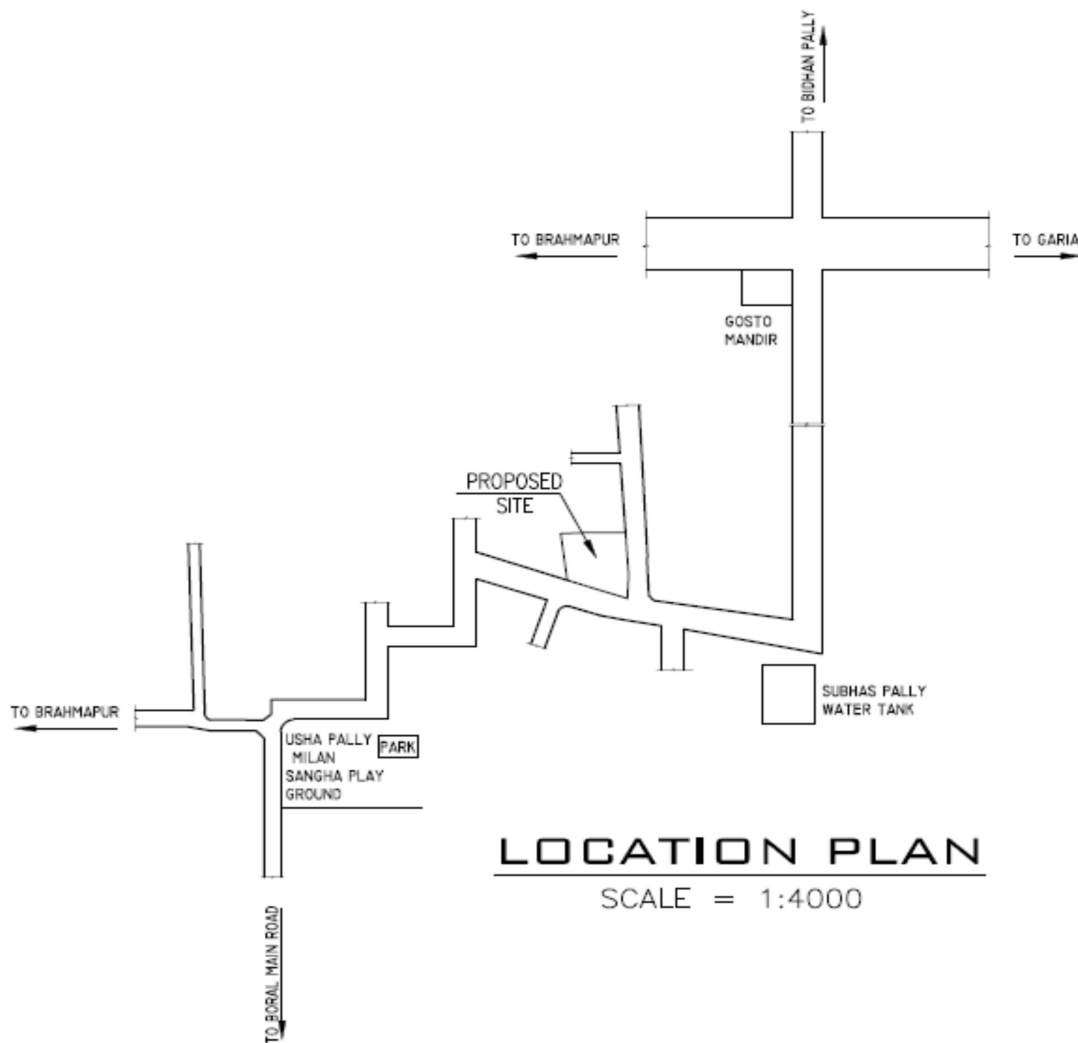 TO BIDHAN PALLY
TO BRAHMAPUR
TO GARIA
GOSTO
MANDIR
PROPOSED
SITE
TO BRAHMAPUR
SUBHAS PALLY
WATER TANK
USHA PALLY
MILAN
SANGHA PLAY
GROUND
PARK
LOCATION PLAN
SCALE = 1:4000
TO BORAL MAIN ROAD